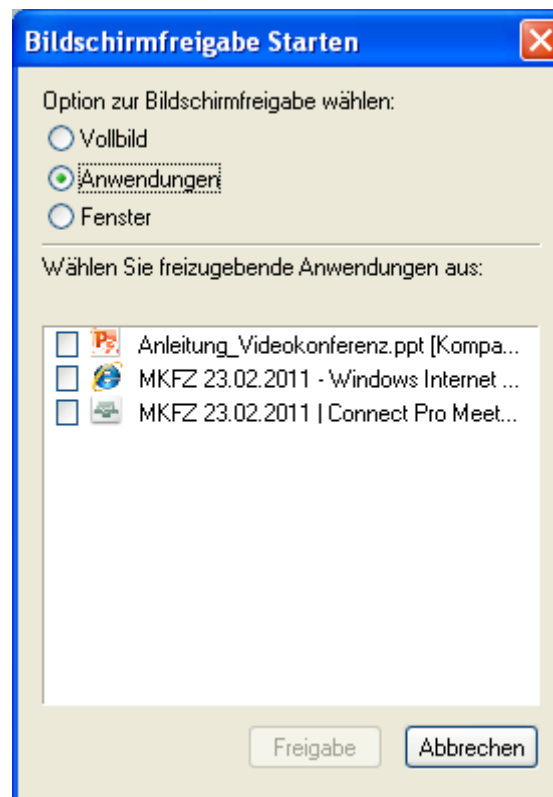 Bildschirmfreigabe Starten
Option zur Bildschirmfreigabe wählen:
Vollbild
Anwendungen
Fenster
Wählen Sie freizugebende Anwendungen aus:
Anleitung_Videokonferenz.ppt [Kompa...
MKFZ 23.02.2011 - Windows Internet ...
MKFZ 23.02.2011 | Connect Pro Meet...
Freigabe Abbrechen